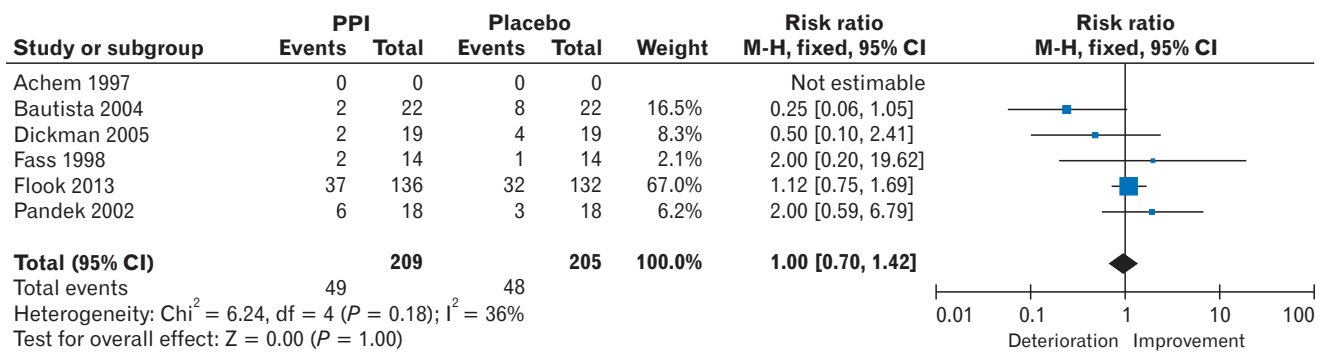 PPI Placebo Risk ratio Risk ratio
Study or subgroup Events Total Events Total Weight M-H, fixed, 95% CI M-H, fixed, 95% CI
Achem 1997 0 0 0 0 Not estimable
Bautista 2004 2 22 8 22 16.5% 0.25 [0.06, 1.05]
Dickman 2005 2 19 4 19 8.3% 0.50 [0.10, 2.41]
Fass 1998 2 14 1 14 2.1% 2.00 [0.20, 19.62]
Flook 2013 37 136 32 132 67.0% 1.12 [0.75, 1.69]
Pandek 2002 6 18 3 18 6.2% 2.00 [0.59, 6.79]
Total (95% CI) 209 205 100.0% 1.00 [0.70, 1.42]
Total events 49 48
Heterogeneity: Chi² = 6.24, df = 4 (P = 0.18); I² = 36%
0.01 0.1 1 10 100
Test for overall effect: Z = 0.00 (P = 1.00)
Deterioration Improvement